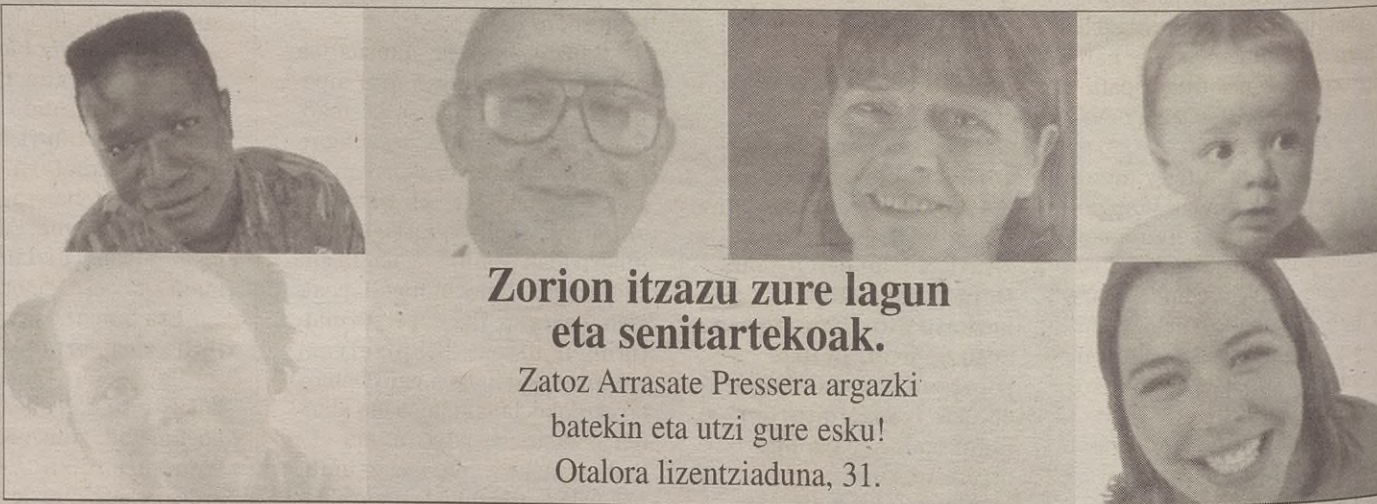 Zorion itzazu zure lagun
eta senitartekoak.
Zatoz Arrasate Pressera argazki
batekin eta utzi gure esku!
Otalora lizentziaduna, 31.